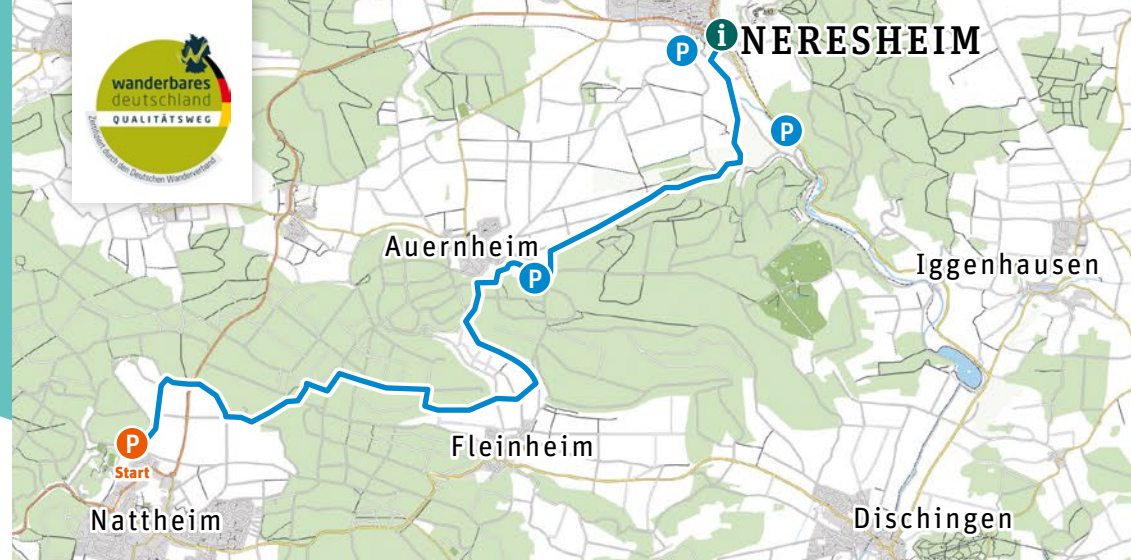 wanderbares
deutschland
QUALITÄTSWEG
Zertifiziert durch den Deutschen Wanderverband
P
i
NERESHEIM
P
Auernheim
P
Iggenhausen
P
Start
Fleinheim
Nattheim
Dischingen